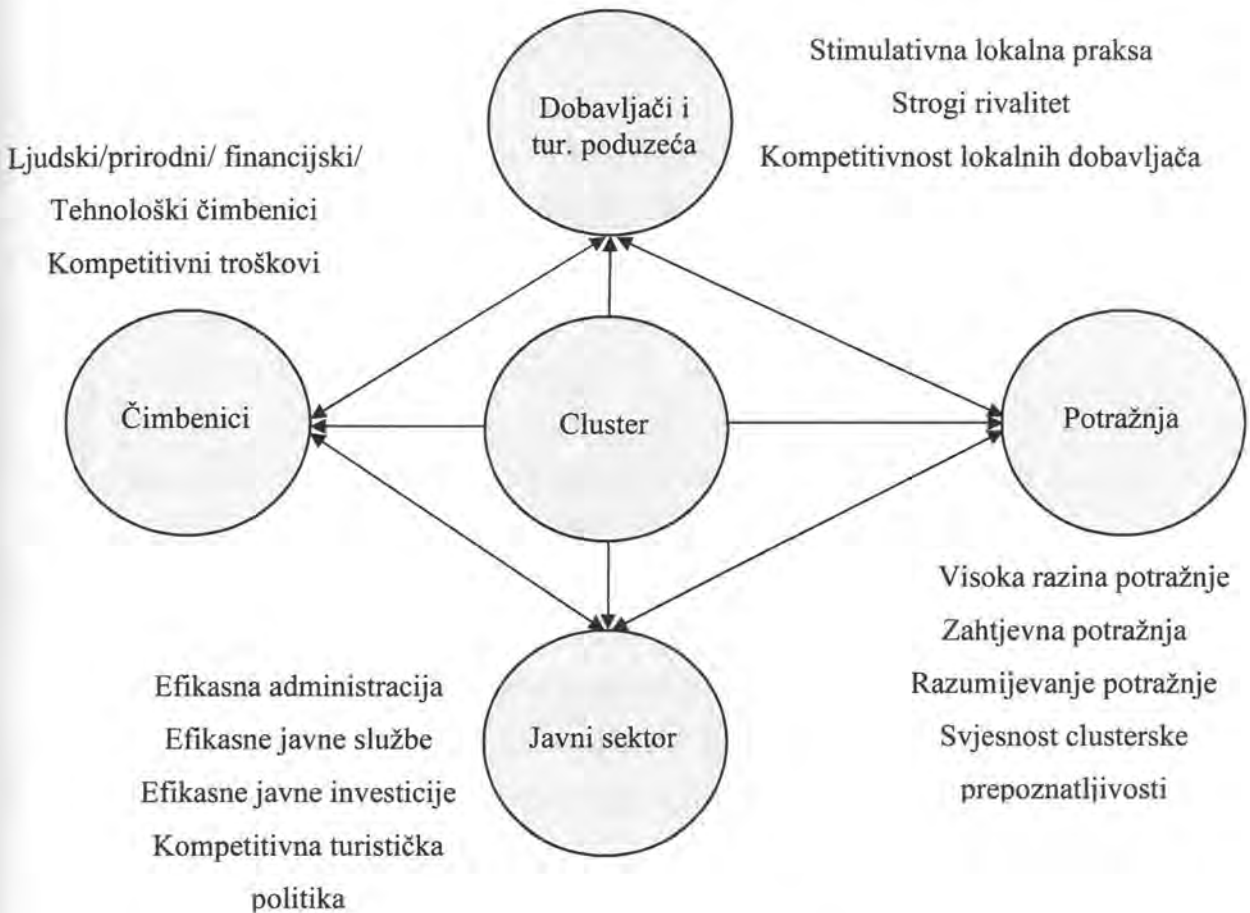 Stimulativna lokalna praksa
Strogi rivalitet
Kompetitivnost lokalnih dobavljača
Dobavljači i
tur. poduzeća
Ljudski/prirodni/ financijski/
Tehnološki čimbenici
Kompetitivni troškovi
Čimbenici
Cluster
Potražnja
Visoka razina potražnje
Zahtjevna potražnja
Razumijevanje potražnje
Svjesnost clusterske
prepoznatljivosti
Efikasna administracija
Efikasne javne službe
Efikasne javne investicije
Kompetitivna turistička
politika
Javni sektor